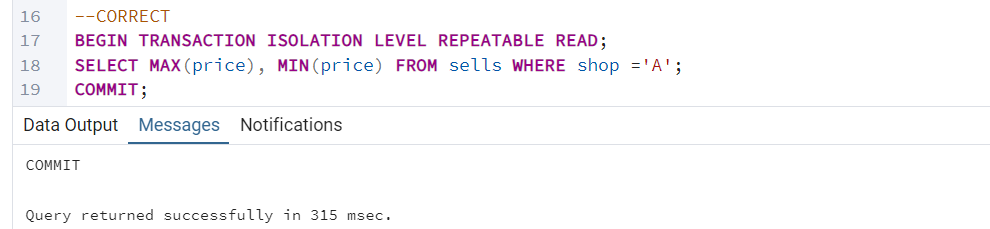 16 --CORRECT
17 BEGIN TRANSACTION ISOLATION LEVEL REPEATABLE READ;
18 SELECT MAX(price), MIN(price) FROM sells WHERE shop ='A';
19 COMMIT;
Data Output Messages Notifications
COMMIT
Query returned successfully in 315 msec.